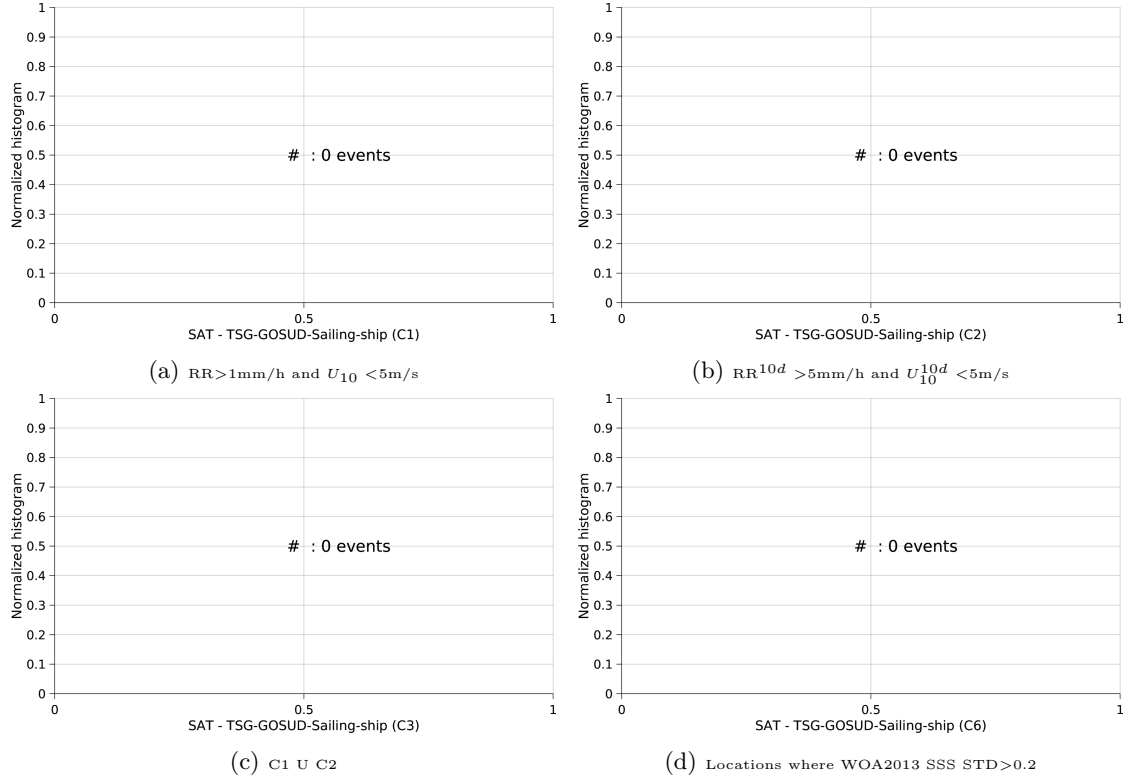 1
0.9
0.8
0.7
0.6
0.5
0.4
0.3
0.2
0.1
0
Normalized histogram
# : 0 events
0 0.5 1
SAT - TSG-GOSUD-Sailing-ship (C1)
(a) RR>1mm/h and U10 <5m/s
1
0.9
0.8
0.7
0.6
0.5
0.4
0.3
0.2
0.1
0
Normalized histogram
# : 0 events
0 0.5 1
SAT - TSG-GOSUD-Sailing-ship (C2)
(b) RR^10d >5mm/h and U10^10d <5m/s
1
0.9
0.8
0.7
0.6
0.5
0.4
0.3
0.2
0.1
0
Normalized histogram
# : 0 events
0 0.5 1
SAT - TSG-GOSUD-Sailing-ship (C3)
(c) C1 U C2
1
0.9
0.8
0.7
0.6
0.5
0.4
0.3
0.2
0.1
0
Normalized histogram
# : 0 events
0 0.5 1
SAT - TSG-GOSUD-Sailing-ship (C6)
(d) Locations where WOA2013 SSS STD>0.2